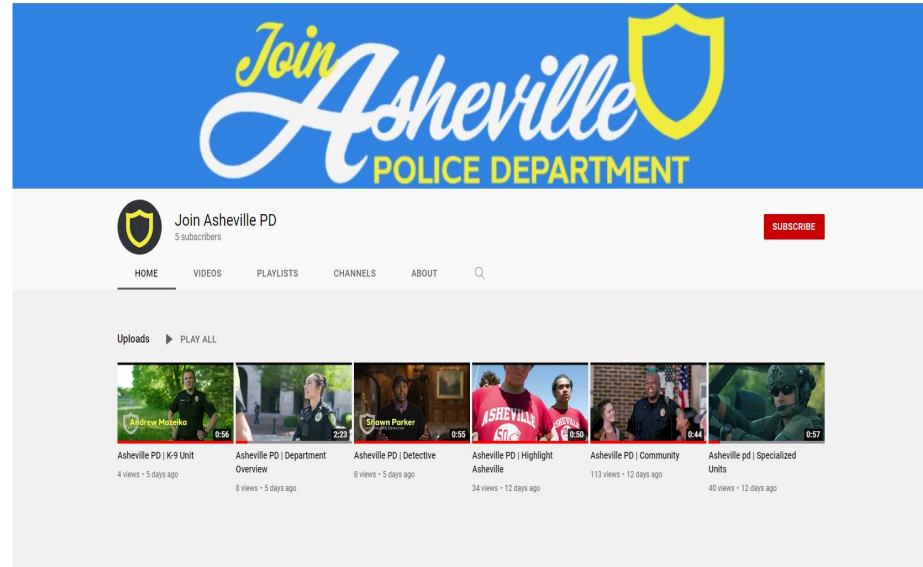 Join
Asheville
POLICE DEPARTMENT
Join Asheville PD
5 subscribers
SUBSCRIBE
HOME VIDEOS PLAYLISTS CHANNELS ABOUT
Uploads PLAY ALL
Andrew Mazeika
0:56
2:23
Shawn Parker
0:55
ASHEVILLE
0:50
0:44
0:57
Asheville PD | K-9 Unit
4 views • 5 days ago
Asheville PD | Department
Overview
8 views • 5 days ago
Asheville PD | Detective
8 views • 5 days ago
Asheville PD | Highlight
Asheville
34 views • 12 days ago
Asheville PD | Community
113 views • 12 days ago
Asheville pd | Specialized
Units
40 views • 12 days ago